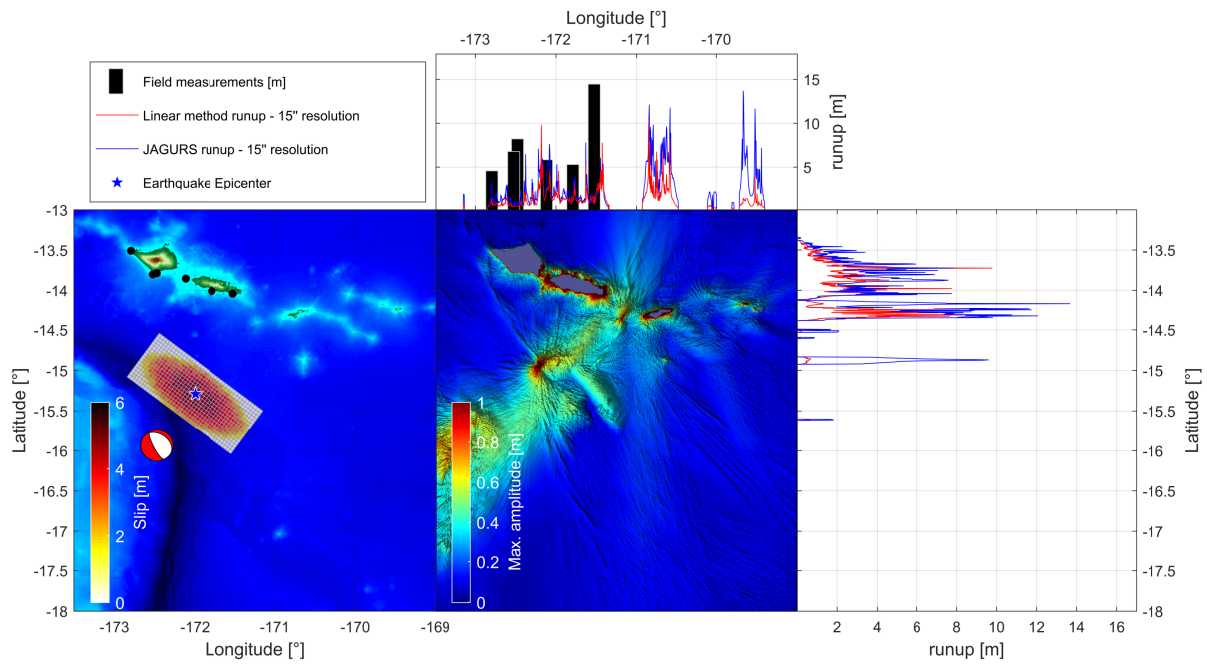 Longitude [°]
-173 -172 -171 -170
Field measurements [m]
Linear method runup - 15" resolution
JAGURS runup - 15" resolution
Earthquake Epicenter
15
10
5
runup [m]
-13
-13.5
-14
-14.5
-15
-15.5
-16
-16.5
-17
-17.5
-18
Latitude [°]
6
4
2
0
Slip [m]
-173 -172 -171 -170 -169
Longitude [°]
1
0.8
0.6
0.4
0.2
0
Max. amplitude [m]
-13.5
-14
-14.5
-15
-15.5
-16
-16.5
-17
-17.5
-18
Latitude [°]
2 4 6 8 10 12 14 16
runup [m]